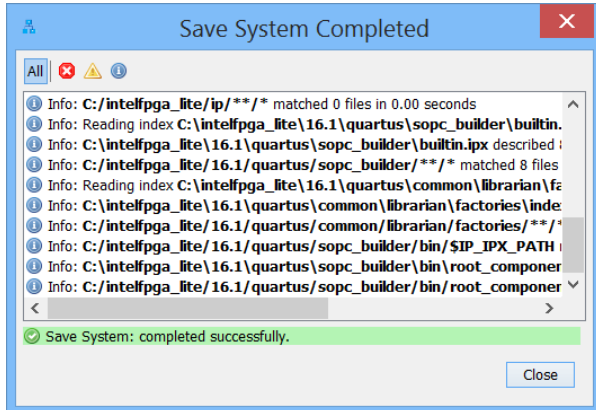 Save System Completed
All
Info: C:/intelfpga_lite/ip/**/* matched 0 files in 0.00 seconds
Info: Reading index C:\intelfpga_lite\16.1\quartus\sopc_builder\builtin.
Info: C:\intelfpga_lite\16.1\quartus\sopc_builder\builtin.ipx described
Info: C:/intelfpga_lite/16.1/quartus/sopc_builder/**/* matched 8 files
Info: Reading index C:\intelfpga_lite\16.1\quartus\common\librarian\fa
Info: C:\intelfpga_lite\16.1\quartus\common\librarian\factories\inde
Info: C:/intelfpga_lite/16.1/quartus/common/librarian/factories/**/*
Info: C:/intelfpga_lite/16.1/quartus/sopc_builder/bin/$IP_IPX_PATH
Info: C:\intelfpga_lite\16.1\quartus\sopc_builder\bin\root_componen
Info: C:/intelfpga_lite/16.1/quartus/sopc_builder/bin/root_componen
Save System: completed successfully.
Close